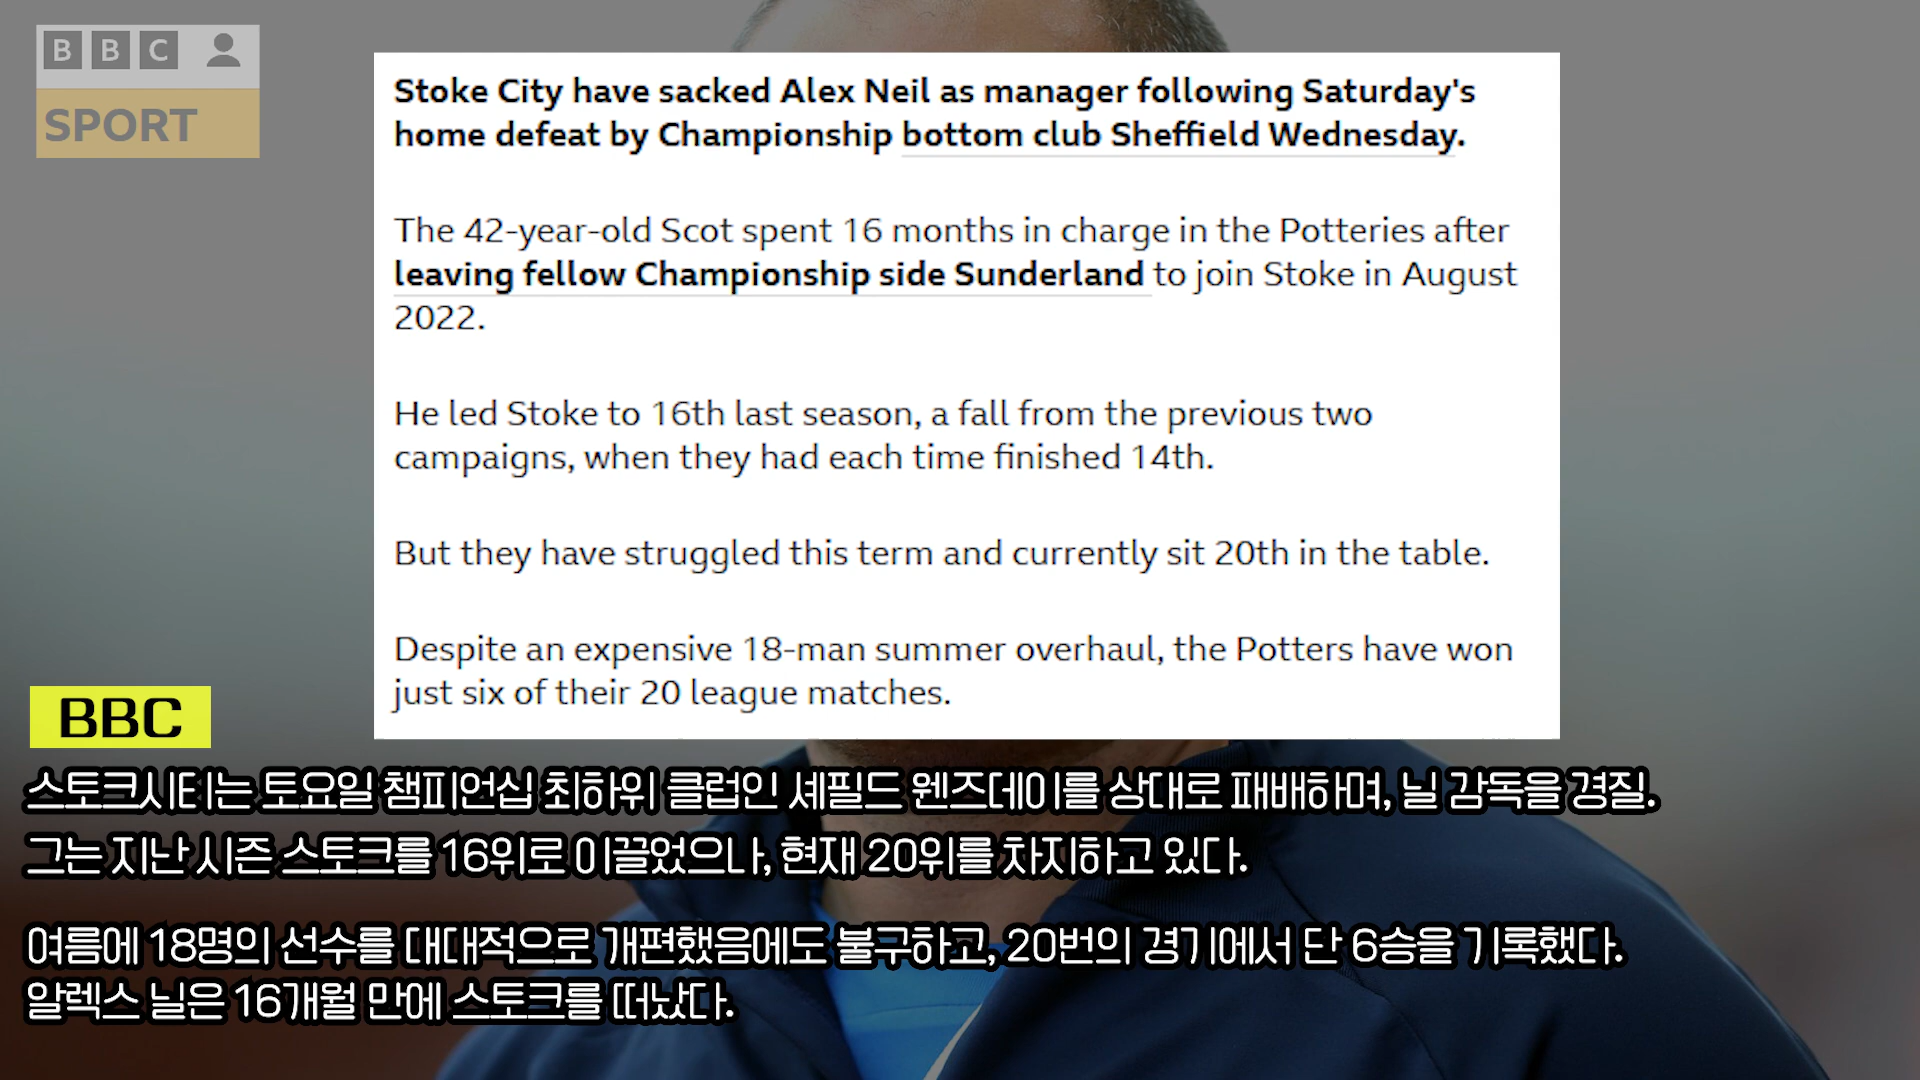 BBC
SPORT
Stoke City have sacked Alex Neil as manager following Saturday's
home defeat by Championship bottom club Sheffield Wednesday.
The 42-year-old Scot spent 16 months in charge in the Potteries after
leaving fellow Championship side Sunderland to join Stoke in August
2022.
He led Stoke to 16th last season, a fall from the previous two
campaigns, when they had each time finished 14th.
But they have struggled this term and currently sit 20th in the table.
Despite an expensive 18-man summer overhaul, the Potters have won
just six of their 20 league matches.
BBC
스토크시티는 토요일 챔피언십 최하위 클럽인 셰필드 웬즈데이를 상대로 패배하며, 닐 감독을 경질.
그는 지난 시즌 스토크를 16위로 이끌었으나, 현재 20위를 차지하고 있다.
여름에 18명의 선수를 대대적으로 개편했음에도 불구하고, 20번의 경기에서 단 6승을 기록했다.
알렉스 닐은 16개월 만에 스토크를 떠났다.